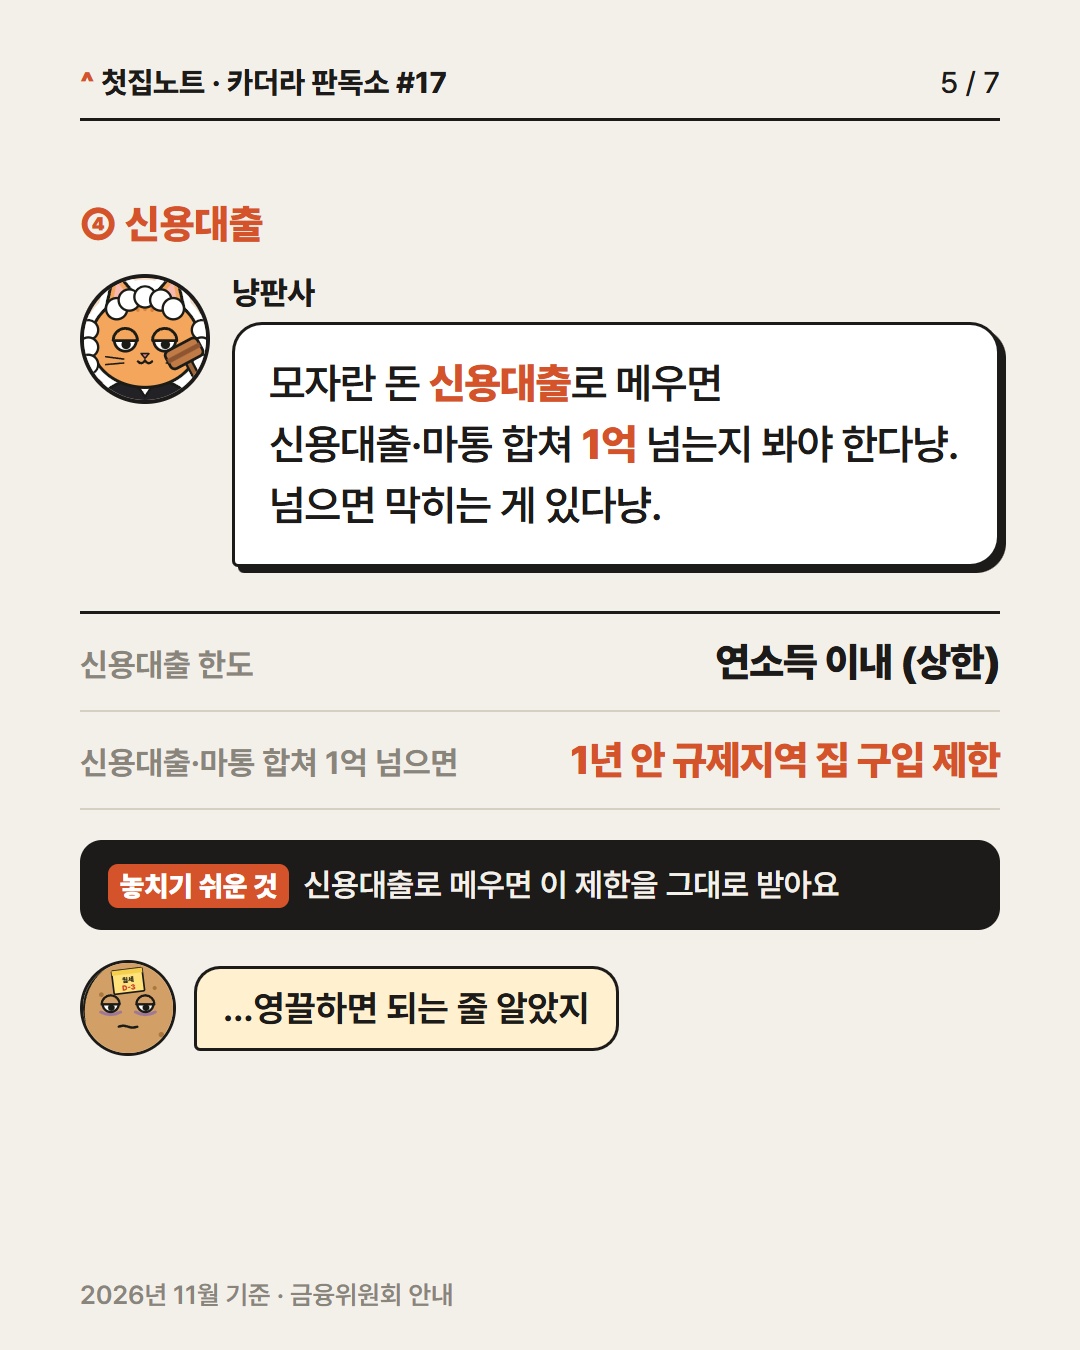 ^ 첫집노트 · 카더라 판독소 #17
5 / 7
④ 신용대출
냥판사
모자란 돈 신용대출로 메우면
신용대출·마통 합쳐 1억 넘는지 봐야 한다냥.
넘으면 막히는 게 있다냥.
신용대출 한도
연소득 이내 (상한)
신용대출·마통 합쳐 1억 넘으면
1년 안 규제지역 집 구입 제한
놓치기 쉬운 것 신용대출로 메우면 이 제한을 그대로 받아요
월세
D-3
...영끌하면 되는 줄 알았지
2026년 11월 기준 · 금융위원회 안내